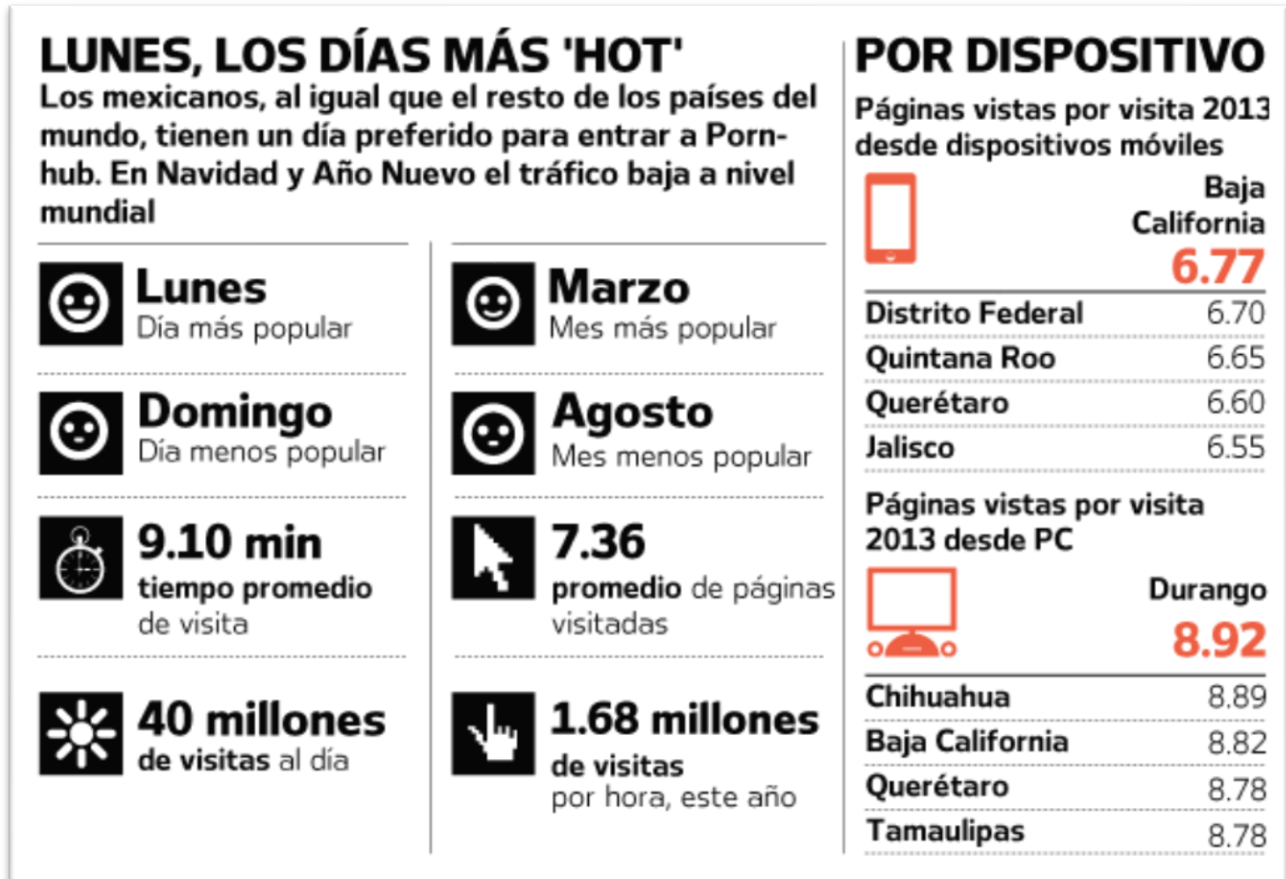 LUNES, LOS DÍAS MÁS 'HOT'
Los mexicanos, al igual que el resto de los países del
mundo, tienen un día preferido para entrar a Porn-
hub. En Navidad y Año Nuevo el tráfico baja a nivel
mundial
Lunes
Día más popular
Domingo
Día menos popular
9.10 min
tiempo promedio
de visita
40 millones
de visitas al día
Marzo
Mes más popular
Agosto
Mes menos popular
7.36
promedio de páginas
visitadas
1.68 millones
de visitas
por hora, este año
POR DISPOSITIVO
Páginas vistas por visita 2013
desde dispositivos móviles
Baja
California
6.77
Distrito Federal 6.70
Quintana Roo 6.65
Querétaro 6.60
Jalisco 6.55
Páginas vistas por visita
2013 desde PC
Durango
8.92
Chihuahua 8.89
Baja California 8.82
Querétaro 8.78
Tamaulipas 8.78